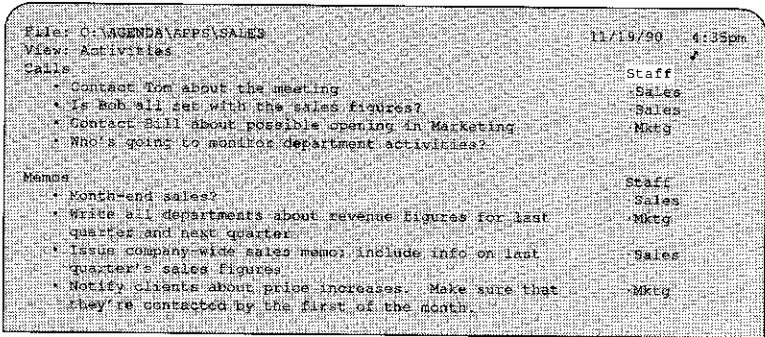 File: C:\AGENDA\APPS\SALES 11/19/90 4:35pm
View: Activities ♪
Calls Staff
• Contact Tom about the meeting ·Sales
• Is Bob all set with the sales figures? ·Sales
• Contact Bill about possible opening in Marketing ·Mktg
• Who's going to monitor department activities?
Memos Staff
• Month-end sales? ·Sales
• Write all departments about revenue figures for last ·Mktg
quarter and next quarter
• Issue company-wide sales memo; include info on last ·Sales
quarter's sales figures
• Notify clients about price increases. Make sure that ·Mktg
they're contacted by the first of the month.